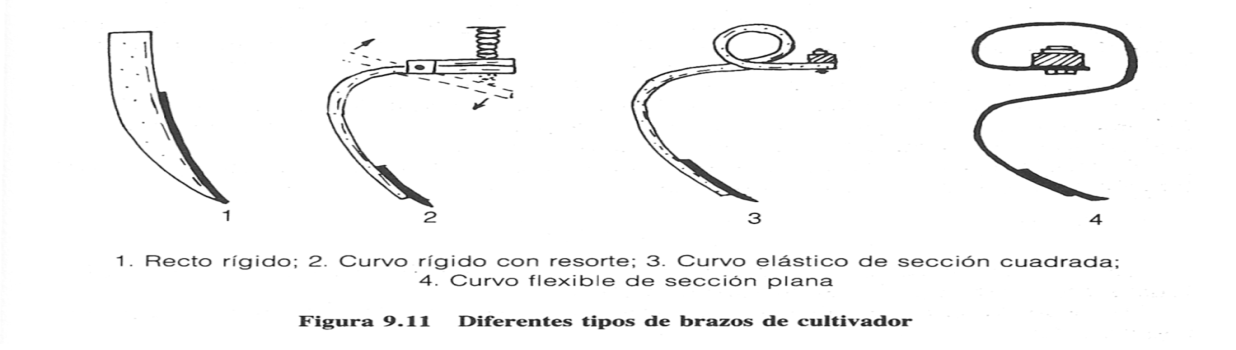 1
2
3
4
1. Recto rígido; 2. Curvo rígido con resorte; 3. Curvo elástico de sección cuadrada;
4. Curvo flexible de sección plana
Figura 9.11 Diferentes tipos de brazos de cultivador